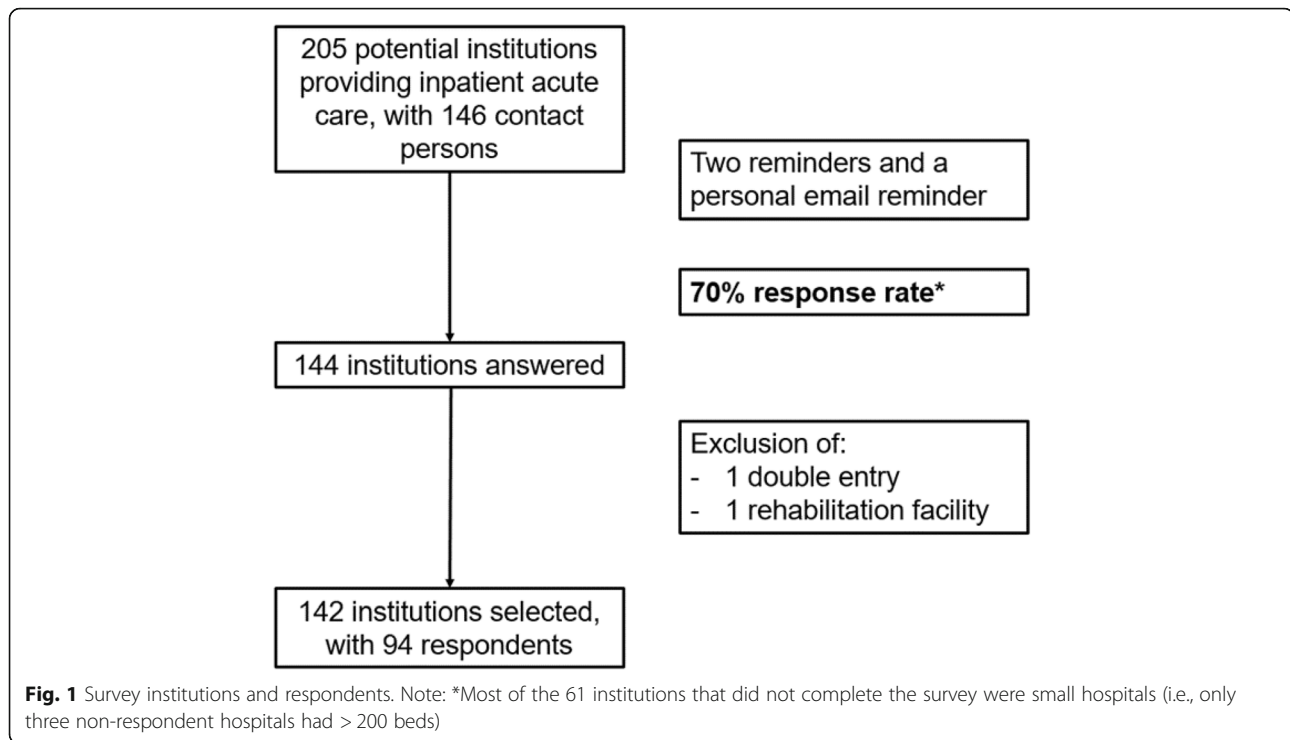 205 potential institutions
providing inpatient acute
care, with 146 contact
persons
Two reminders and a
personal email reminder
70% response rate*
144 institutions answered
Exclusion of:
- 1 double entry
- 1 rehabilitation facility
142 institutions selected,
with 94 respondents
Fig. 1 Survey institutions and respondents. Note: *Most of the 61 institutions that did not complete the survey were small hospitals (i.e., only
three non-respondent hospitals had > 200 beds)